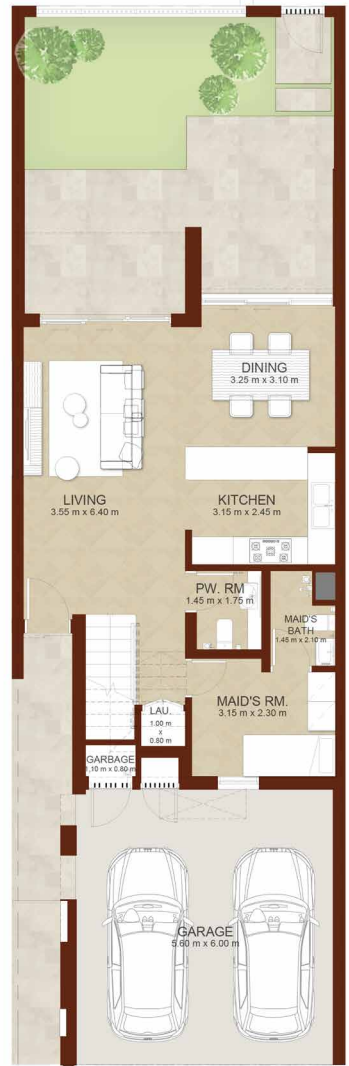 DINING
3.25 m x 3.10 m
LIVING
3.55 m x 6.40 m
KITCHEN
3.15 m x 2.45 m
PW. RM
1.45 m x 1.75 m
MAID'S
BATH
1.45 m x 2.10 m
MAID'S RM.
3.15 m x 2.30 m
LAU.
1.00 m
x
0.80 m
GARBAGE
1.10 m x 0.80 m
GARAGE
5.60 m x 6.00 m